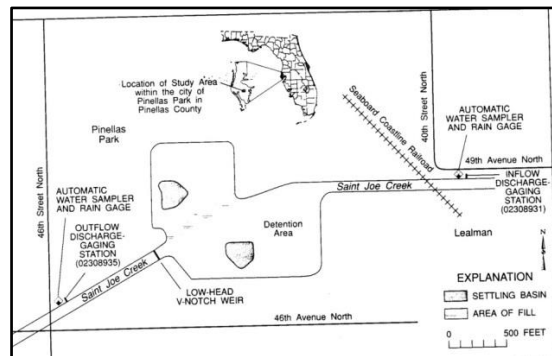 Location of Study Area
within the city of
Pinellas Park in
Pinellas County
Pinellas
Park
46th Street North
AUTOMATIC
WATER SAMPLER
AND RAIN GAGE
OUTFLOW
DISCHARGE-
GAGING
STATION
(02308935)
Saint Joe Creek
LOW-HEAD
V-NOTCH WEIR
46th Avenue North
Detention
Area
Saint Joe Creek
Seaboard Coastline Railroad
40th Street North
AUTOMATIC
WATER SAMPLER
AND RAIN GAGE
49th Avenue North
INFLOW
DISCHARGE-
GAGING
STATION
(02308931)
Lealman
N
EXPLANATION
SETTLING BASIN
AREA OF FILL
0 500 FEET